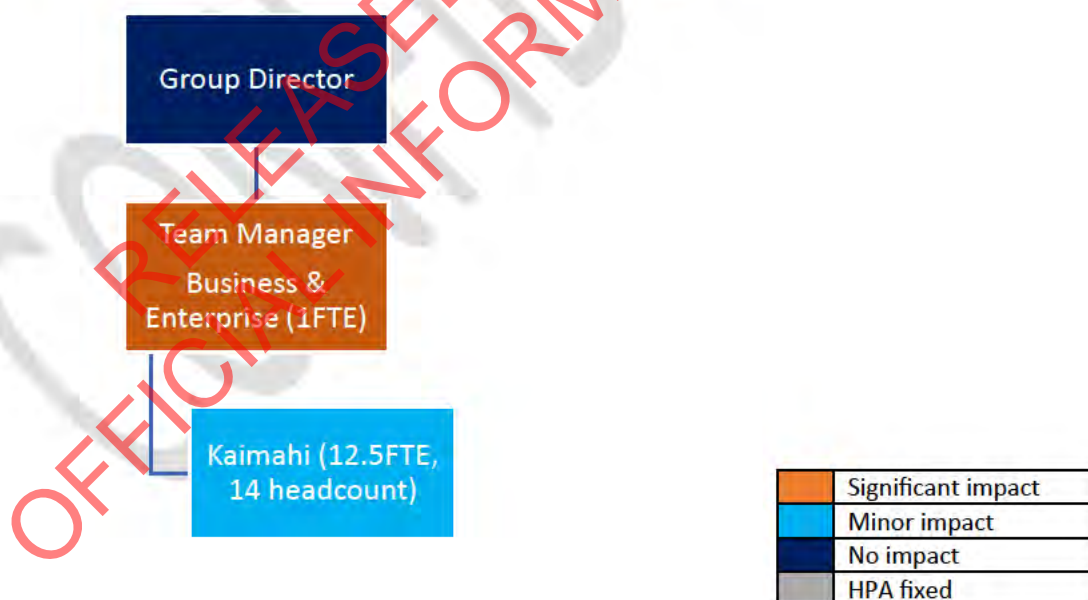 Group Director
Team Manager
Business &
Enterprise (1FTE)
Kaimahi (12.5FTE,
14 headcount)
Significant impact
Minor impact
No impact
HPA fixed
RELEASE
OFFICIAL INFORM